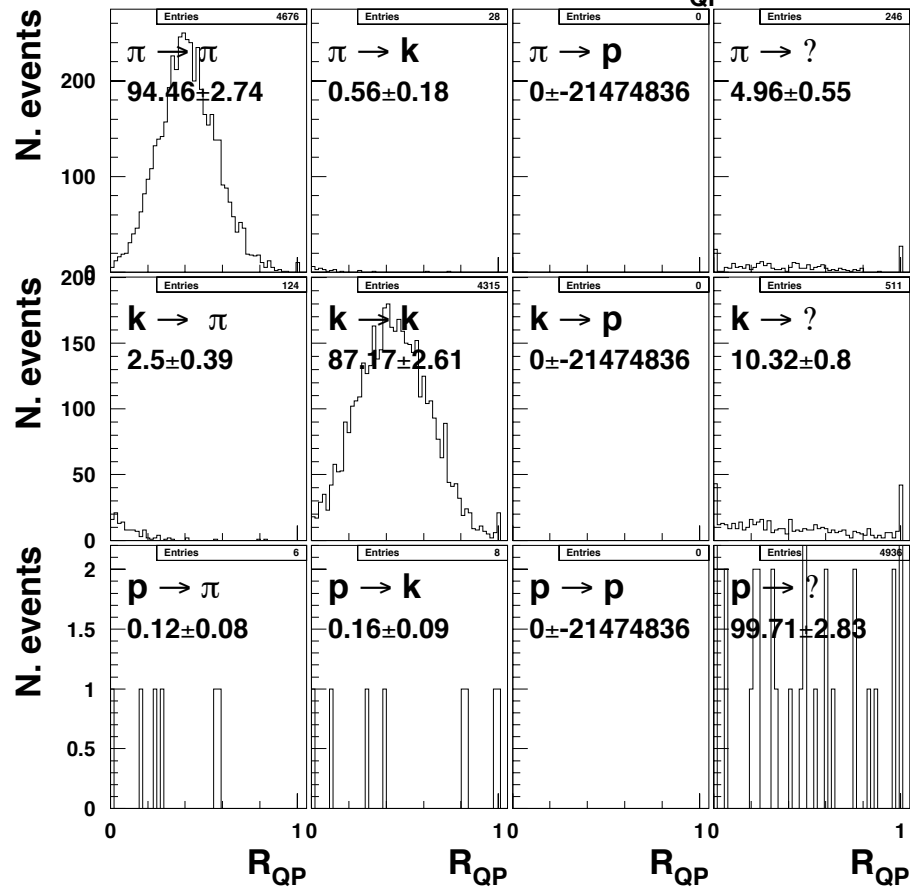 QP
Entries 4676
Entries 28
Entries 0
Entries 246
π → π
π → k
π → p
π → ?
94.46±2.74
0.56±0.18
0±-21474836
4.96±0.55
N. events
200
100
0
Entries 124
Entries 4315
Entries 0
Entries 511
k → π
k → k
k → p
k → ?
2.5±0.39
87.17±2.61
0±-21474836
10.32±0.8
N. events
200
150
100
50
0
Entries 6
Entries 8
Entries 0
Entries 4936
p → π
p → k
p → p
p → ?
0.12±0.08
0.16±0.09
0±-21474836
99.71±2.83
N. events
2
1.5
1
0.5
0
0 10 10 10 1
R_QP R_QP R_QP R_QP